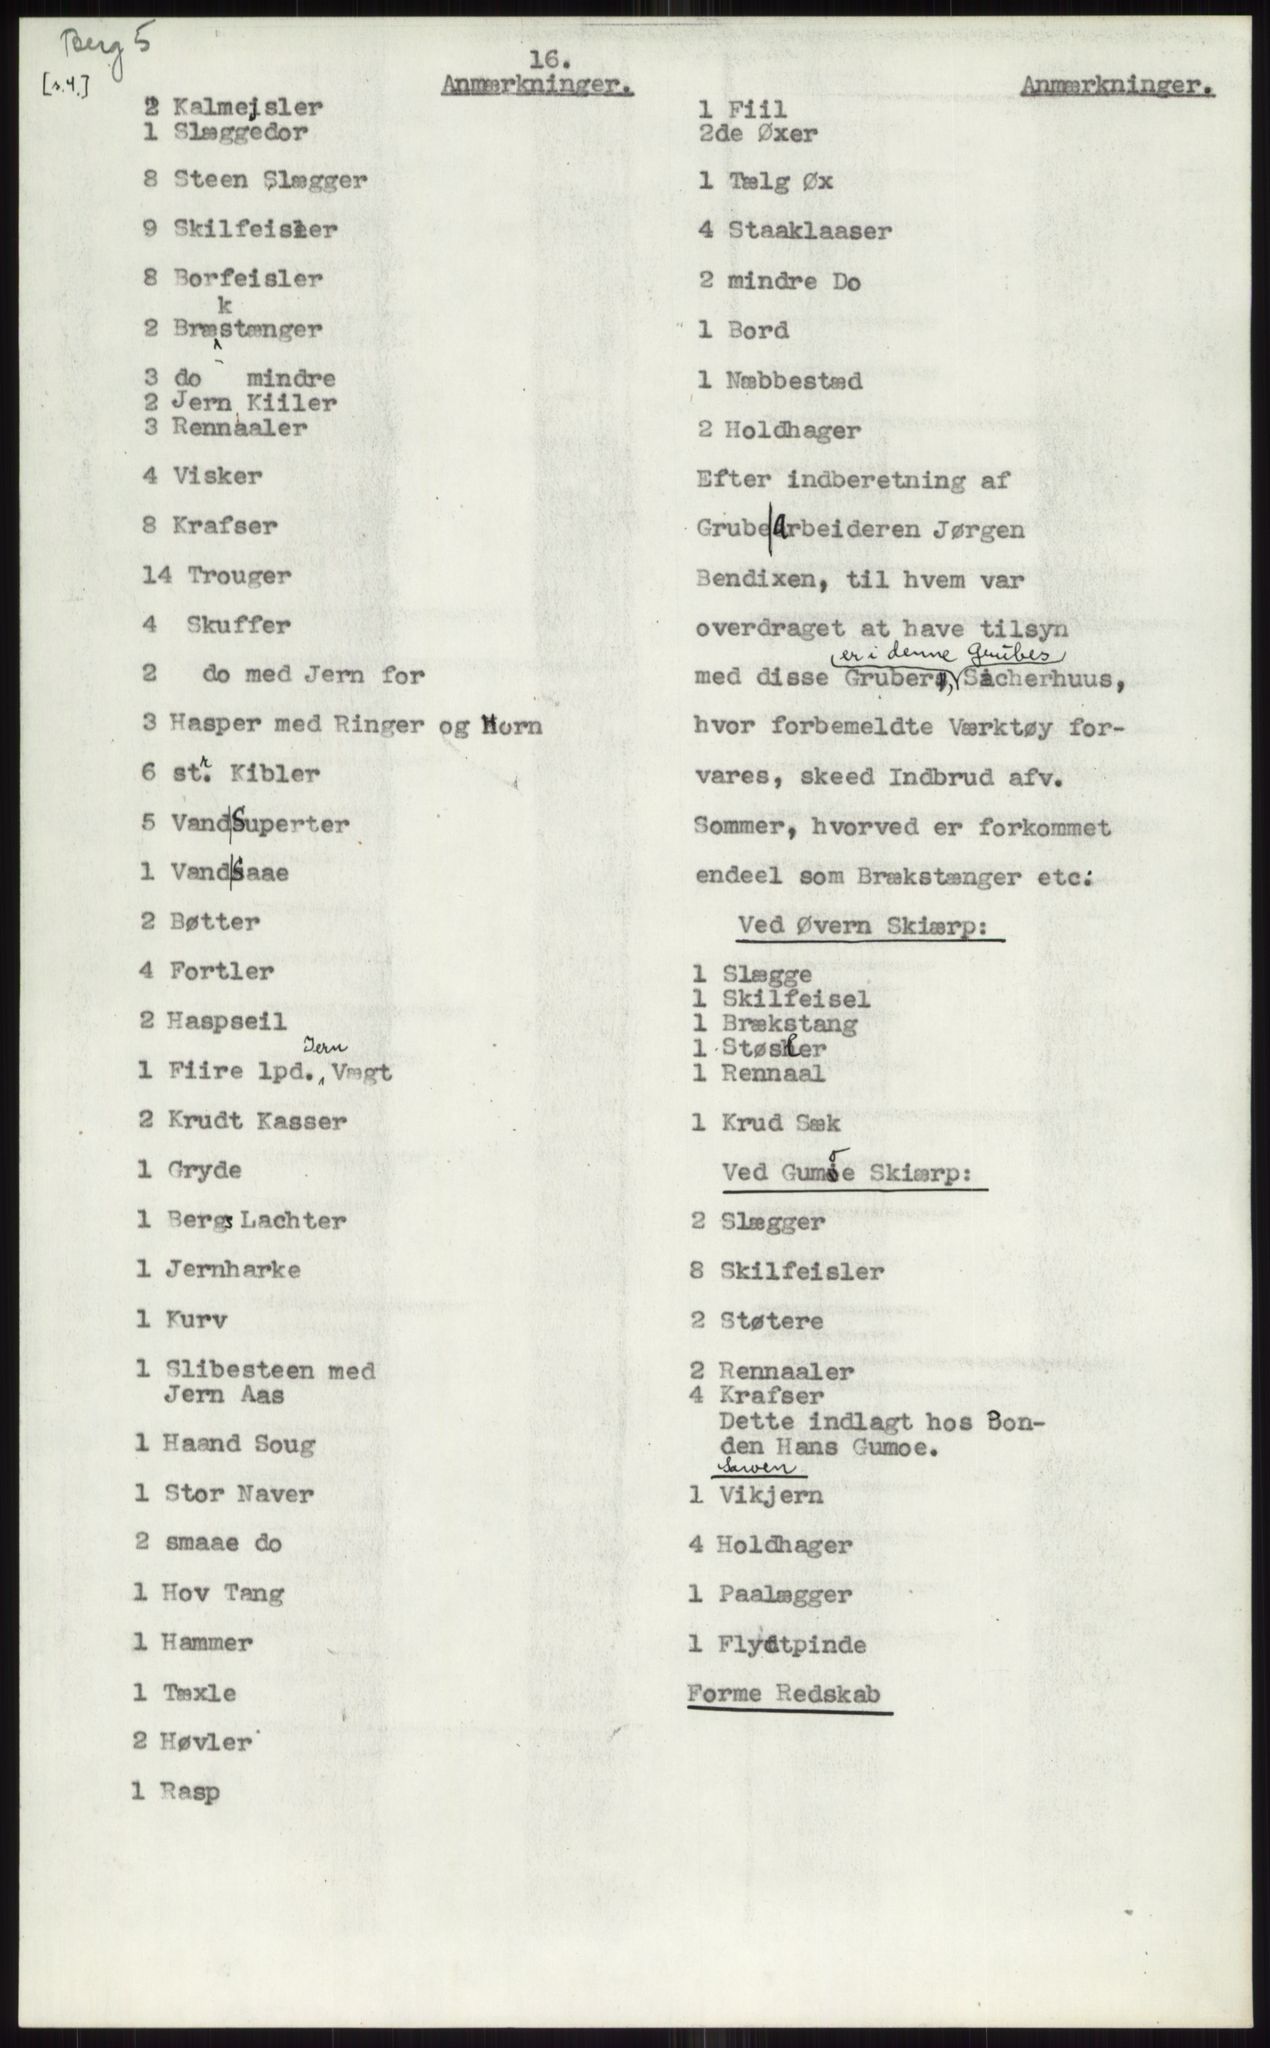 Berg 5
[s.4.]
16.
Anmærkninger.
2 Kalmeisler
1 Slæggedor
8 Steen Slægger
9 Skilfeisler
8 Borfeisler
k
2 Bræstænger
3 do mindre
2 Jern Kiiler
3 Rennaaler
4 Visker
8 Krafser
14 Trouger
4 Skuffer
2 do med Jern for
3 Hasper med Ringer og Horn
6 str. Kibler
5 Vand Superter
1 Vand Saae
2 Bøtter
4 Fortler
2 Haspseil
Jern
1 Fiire lpd. Vægt
2 Krudt Kasser
1 Gryde
1 Bergs Lachter
1 Jernharke
1 Kurv
1 Slibesteen med
Jern Aas
1 Haand Soug
1 Stor Naver
2 smaae do
1 Hov Tang
1 Hammer
1 Tæxle
2 Høvler
1 Rasp
Anmærkninger.
1 Fiil
2de Øxer
1 Tælg Øx
4 Staaklaaser
2 mindre Do
1 Bord
1 Næbbestæd
2 Holdhager
Efter indberetning af
Grube Arbeideren Jørgen
Bendixen, til hvem var
overdraget at have tilsyn
er i denne Grubes
med disse Gruber, Sicherhuus,
hvor forbemeldte Værktøy for-
vares, skeed Indbrud afv.
Sommer, hvorved er forkommet
endeel som Brækstænger etc:
Ved Øvern Skiærp:
1 Slægge
1 Skilfeisel
1 Brækstang
1 Støsler
1 Rennaal
1 Krud Sæk
Ved Gumoe Skiærp:
2 Slægger
8 Skilfeisler
2 Støtere
2 Rennaaler
4 Krafser
Dette indlagt hos Bon-
den Hans Gumoe.
1 Vikjern
4 Holdhager
1 Paalægger
1 Flydtpinde
Forme Redskab